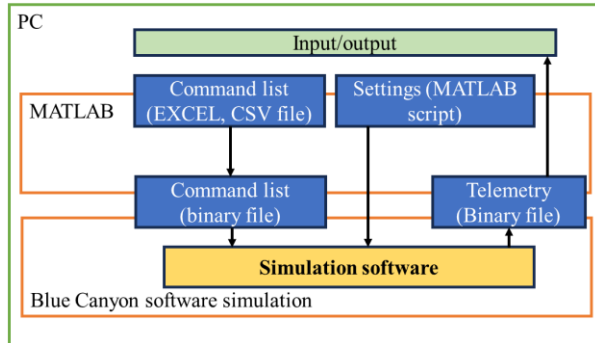 PC
Input/output
MATLAB
Command list
(EXCEL, CSV file)
Settings (MATLAB
script)
Command list
(binary file)
Telemetry
(Binary file)
Simulation software
Blue Canyon software simulation